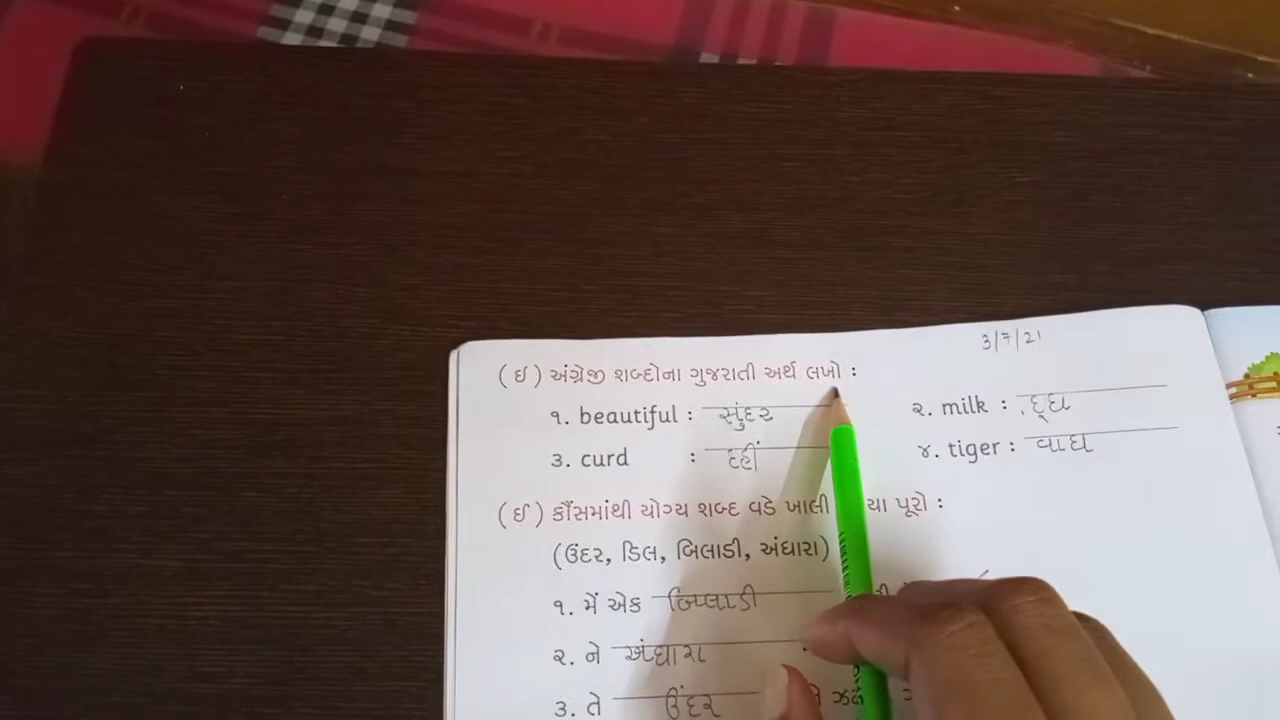 3/7/21
(ઇ) અંગ્રેજી શબ્દોના ગુજરાતી અર્થ લખો :
૧. beautiful : સુંદર ૨. milk : દૂધ
૩. curd : દહીં ૪. tiger : વાઘ
(ઈ) કૌંસમાંથી યોગ્ય શબ્દ વડે ખાલી પૂરો :
(ઉંદર, ડિલ, બિલાડી, અંધારા)
૧. મેં એક બિલાડી
૨. ને અંધારા
૩. તે ઉંદર